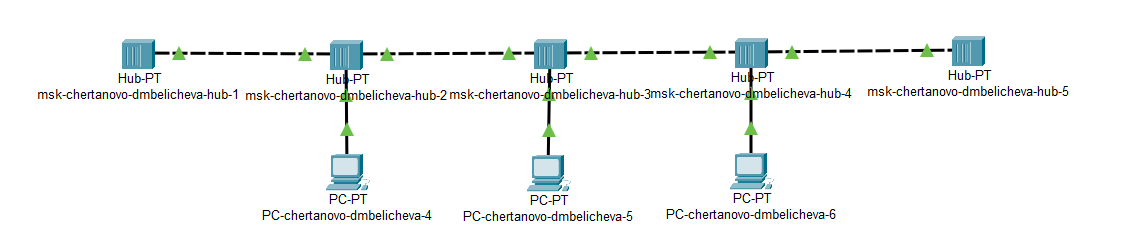 Hub-PT
msk-chertanovo-dmbelicheva-hub-1
Hub-PT
msk-chertanovo-dmbelicheva-hub-2
Hub-PT
msk-chertanovo-dmbelicheva-hub-3
Hub-PT
msk-chertanovo-dmbelicheva-hub-4
Hub-PT
msk-chertanovo-dmbelicheva-hub-5
PC-PT
PC-chertanovo-dmbelicheva-4
PC-PT
PC-chertanovo-dmbelicheva-5
PC-PT
PC-chertanovo-dmbelicheva-6